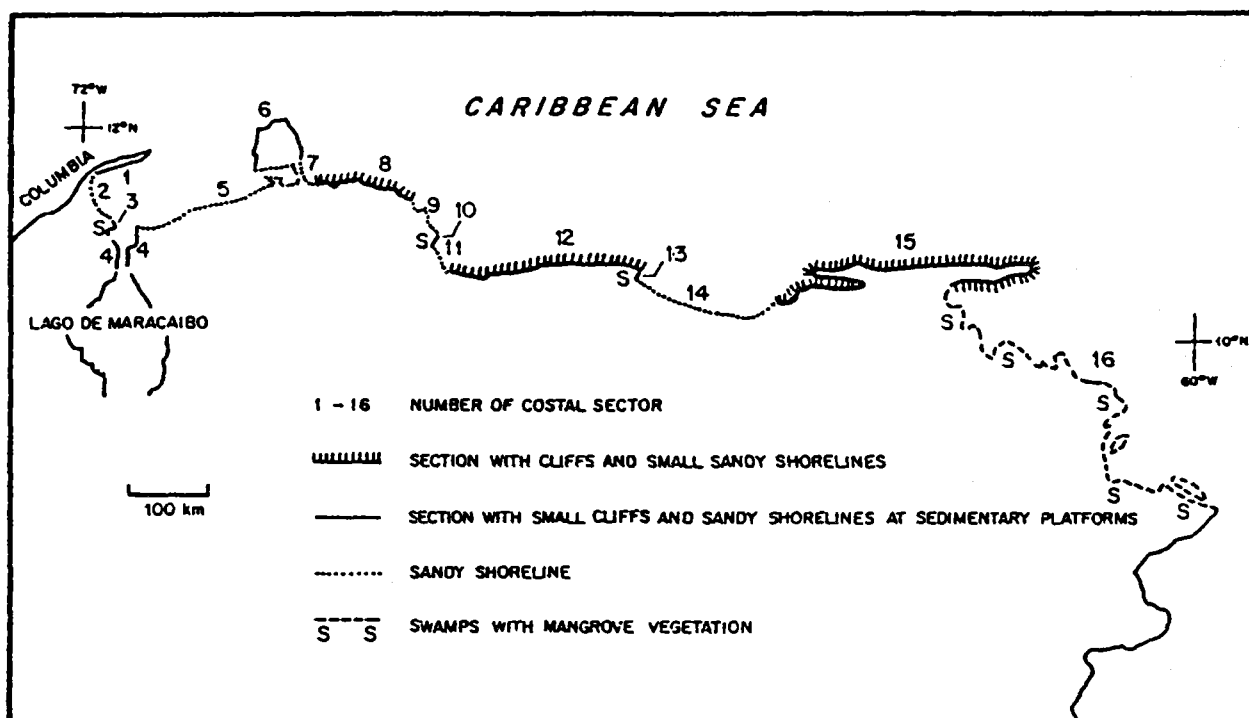 CARIBBEAN SEA
72°W
12°N
COLUMBIA
1
2
3
S
4
4
LAGO DE MARACAIBO
5
6
7
8
9
10
S
11
12
13
S
14
15
S
S
16
S
S
S
10°N
60°W
1 - 16 NUMBER OF COSTAL SECTOR
SECTION WITH CLIFFS AND SMALL SANDY SHORELINES
SECTION WITH SMALL CLIFFS AND SANDY SHORELINES AT SEDIMENTARY PLATFORMS
SANDY SHORELINE
S S SWAMPS WITH MANGROVE VEGETATION
100 km